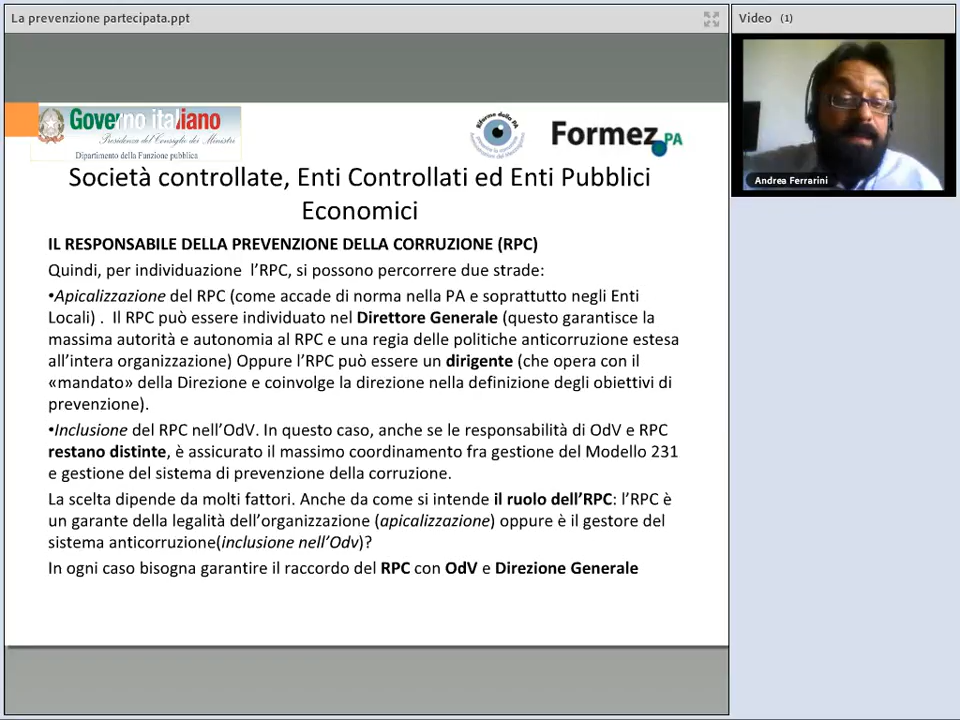 La prevenzione partecipata.ppt
Video (1)
Governo italiano
Presidenza del Consiglio dei Ministri
Dipartimento della Funzione pubblica
Riforme della PA
Formez PA
Andrea Ferrarini
Società controllate, Enti Controllati ed Enti Pubblici
Economici
IL RESPONSABILE DELLA PREVENZIONE DELLA CORRUZIONE (RPC)
Quindi, per individuazione l’RPC, si possono percorrere due strade:
•Apicalizzazione del RPC (come accade di norma nella PA e soprattutto negli Enti
Locali) . Il RPC può essere individuato nel Direttore Generale (questo garantisce la
massima autorità e autonomia al RPC e una regia delle politiche anticorruzione estesa
all’intera organizzazione) Oppure l’RPC può essere un dirigente (che opera con il
«mandato» della Direzione e coinvolge la direzione nella definizione degli obiettivi di
prevenzione).
•Inclusione del RPC nell’OdV. In questo caso, anche se le responsabilità di OdV e RPC
restano distinte, è assicurato il massimo coordinamento fra gestione del Modello 231
e gestione del sistema di prevenzione della corruzione.
La scelta dipende da molti fattori. Anche da come si intende il ruolo dell’RPC: l’RPC è
un garante della legalità dell’organizzazione (apicalizzazione) oppure è il gestore del
sistema anticorruzione(inclusione nell’Odv)?
In ogni caso bisogna garantire il raccordo del RPC con OdV e Direzione Generale